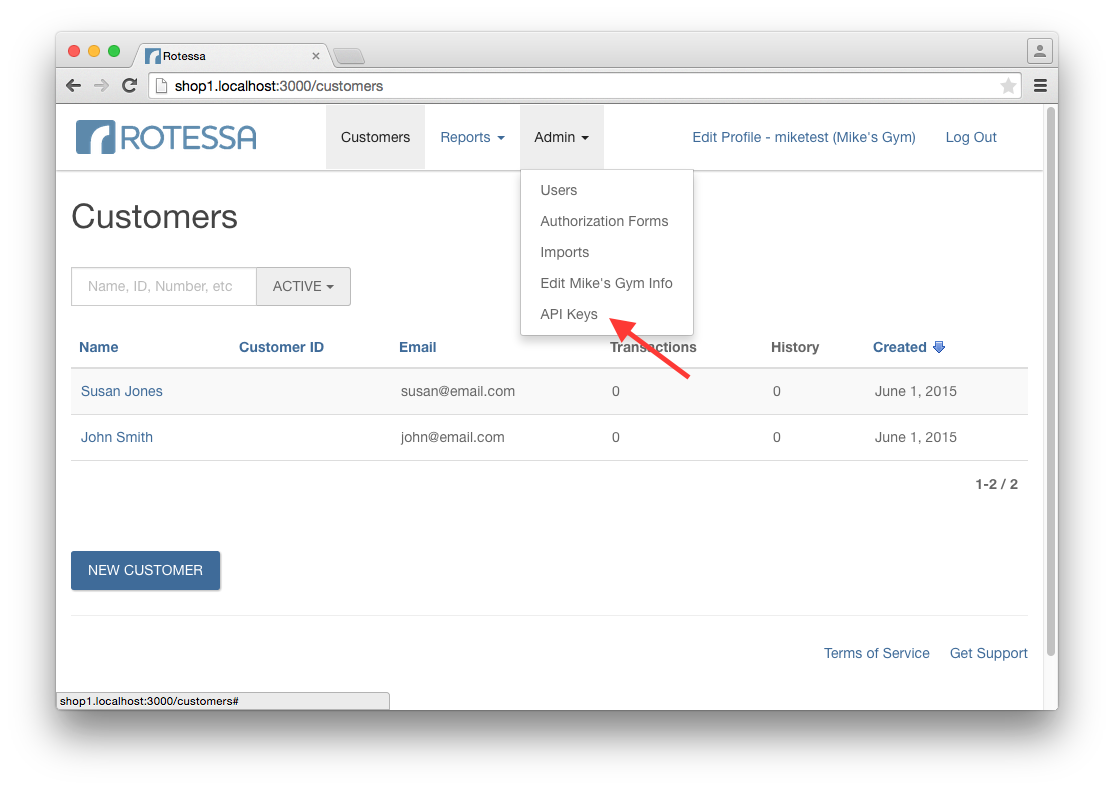 Rotessa
shop1.localhost:3000/customers
ROTESSA Customers Reports Admin Edit Profile - miketest (Mike's Gym) Log Out
Users
Authorization Forms
Imports
Edit Mike's Gym Info
API Keys
Customers
Name, ID, Number, etc ACTIVE
Name Customer ID Email Transactions History Created
Susan Jones susan@email.com 0 0 June 1, 2015
John Smith john@email.com 0 0 June 1, 2015
1-2 / 2
NEW CUSTOMER
Terms of Service Get Support
shop1.localhost:3000/customers#